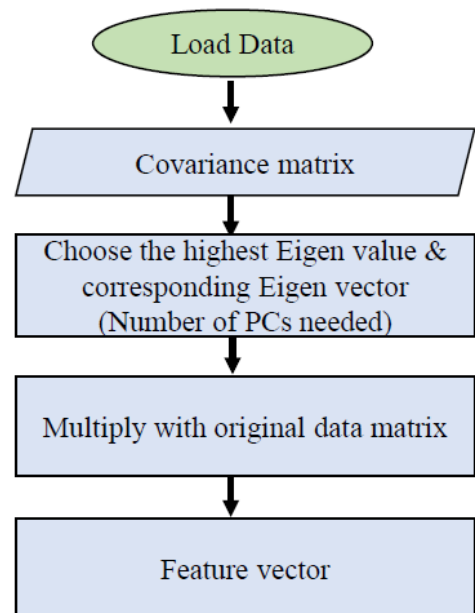 Load Data
Covariance matrix
Choose the highest Eigen value &
corresponding Eigen vector
(Number of PCs needed)
Multiply with original data matrix
Feature vector